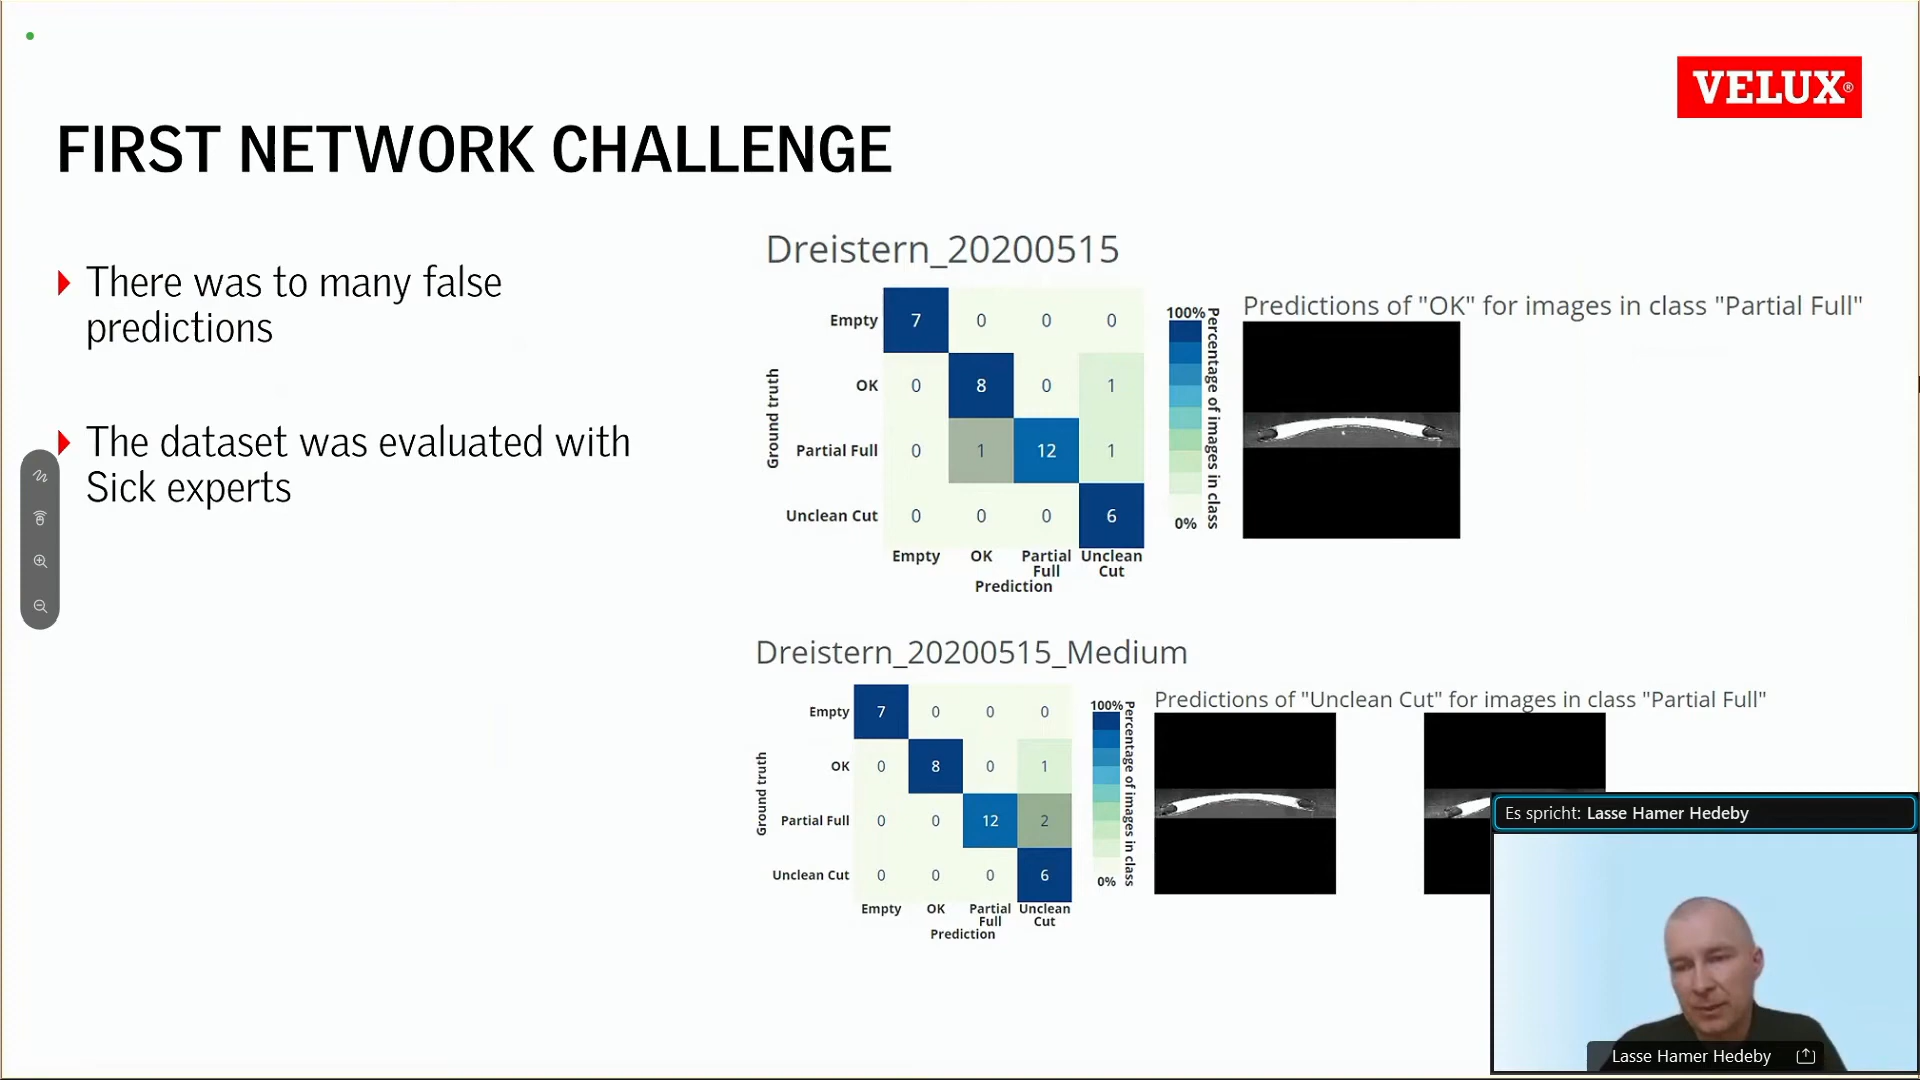 VELUX®
FIRST NETWORK CHALLENGE
There was to many false
predictions
The dataset was evaluated with
Sick experts
Dreistern_20200515
Ground truth
Empty 7 0 0 0
OK 0 8 0 1
Partial Full 0 1 12 1
Unclean Cut 0 0 0 6
Empty OK Partial Unclean
Full Cut
Prediction
100%
Percentage of images in class
0%
Predictions of "OK" for images in class "Partial Full"
Dreistern_20200515_Medium
Ground truth
Empty 7 0 0 0
OK 0 8 0 1
Partial Full 0 0 12 2
Unclean Cut 0 0 0 6
Empty OK Partial Unclean
Full Cut
Prediction
100%
Percentage of images in class
0%
Predictions of "Unclean Cut" for images in class "Partial Full"
Es spricht: Lasse Hamer Hedeby
Lasse Hamer Hedeby